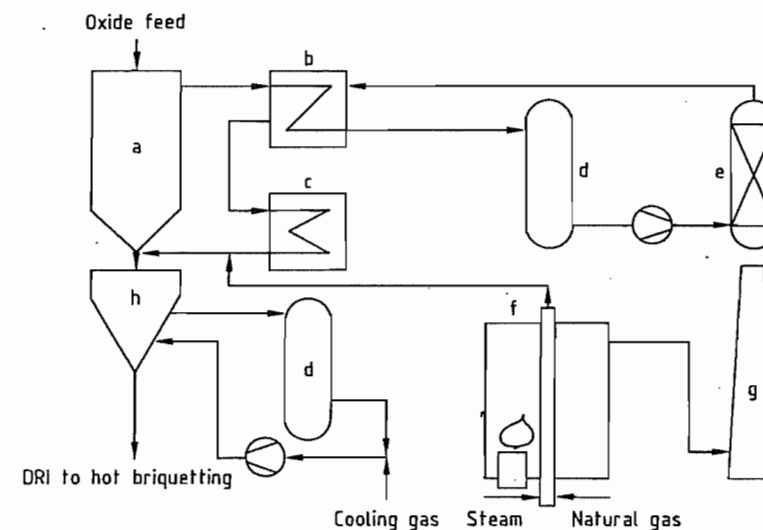 Oxide feed
b
a
d
e
c
h
f
d
g
DRI to hot briquetting
Cooling gas
Steam
Natural gas